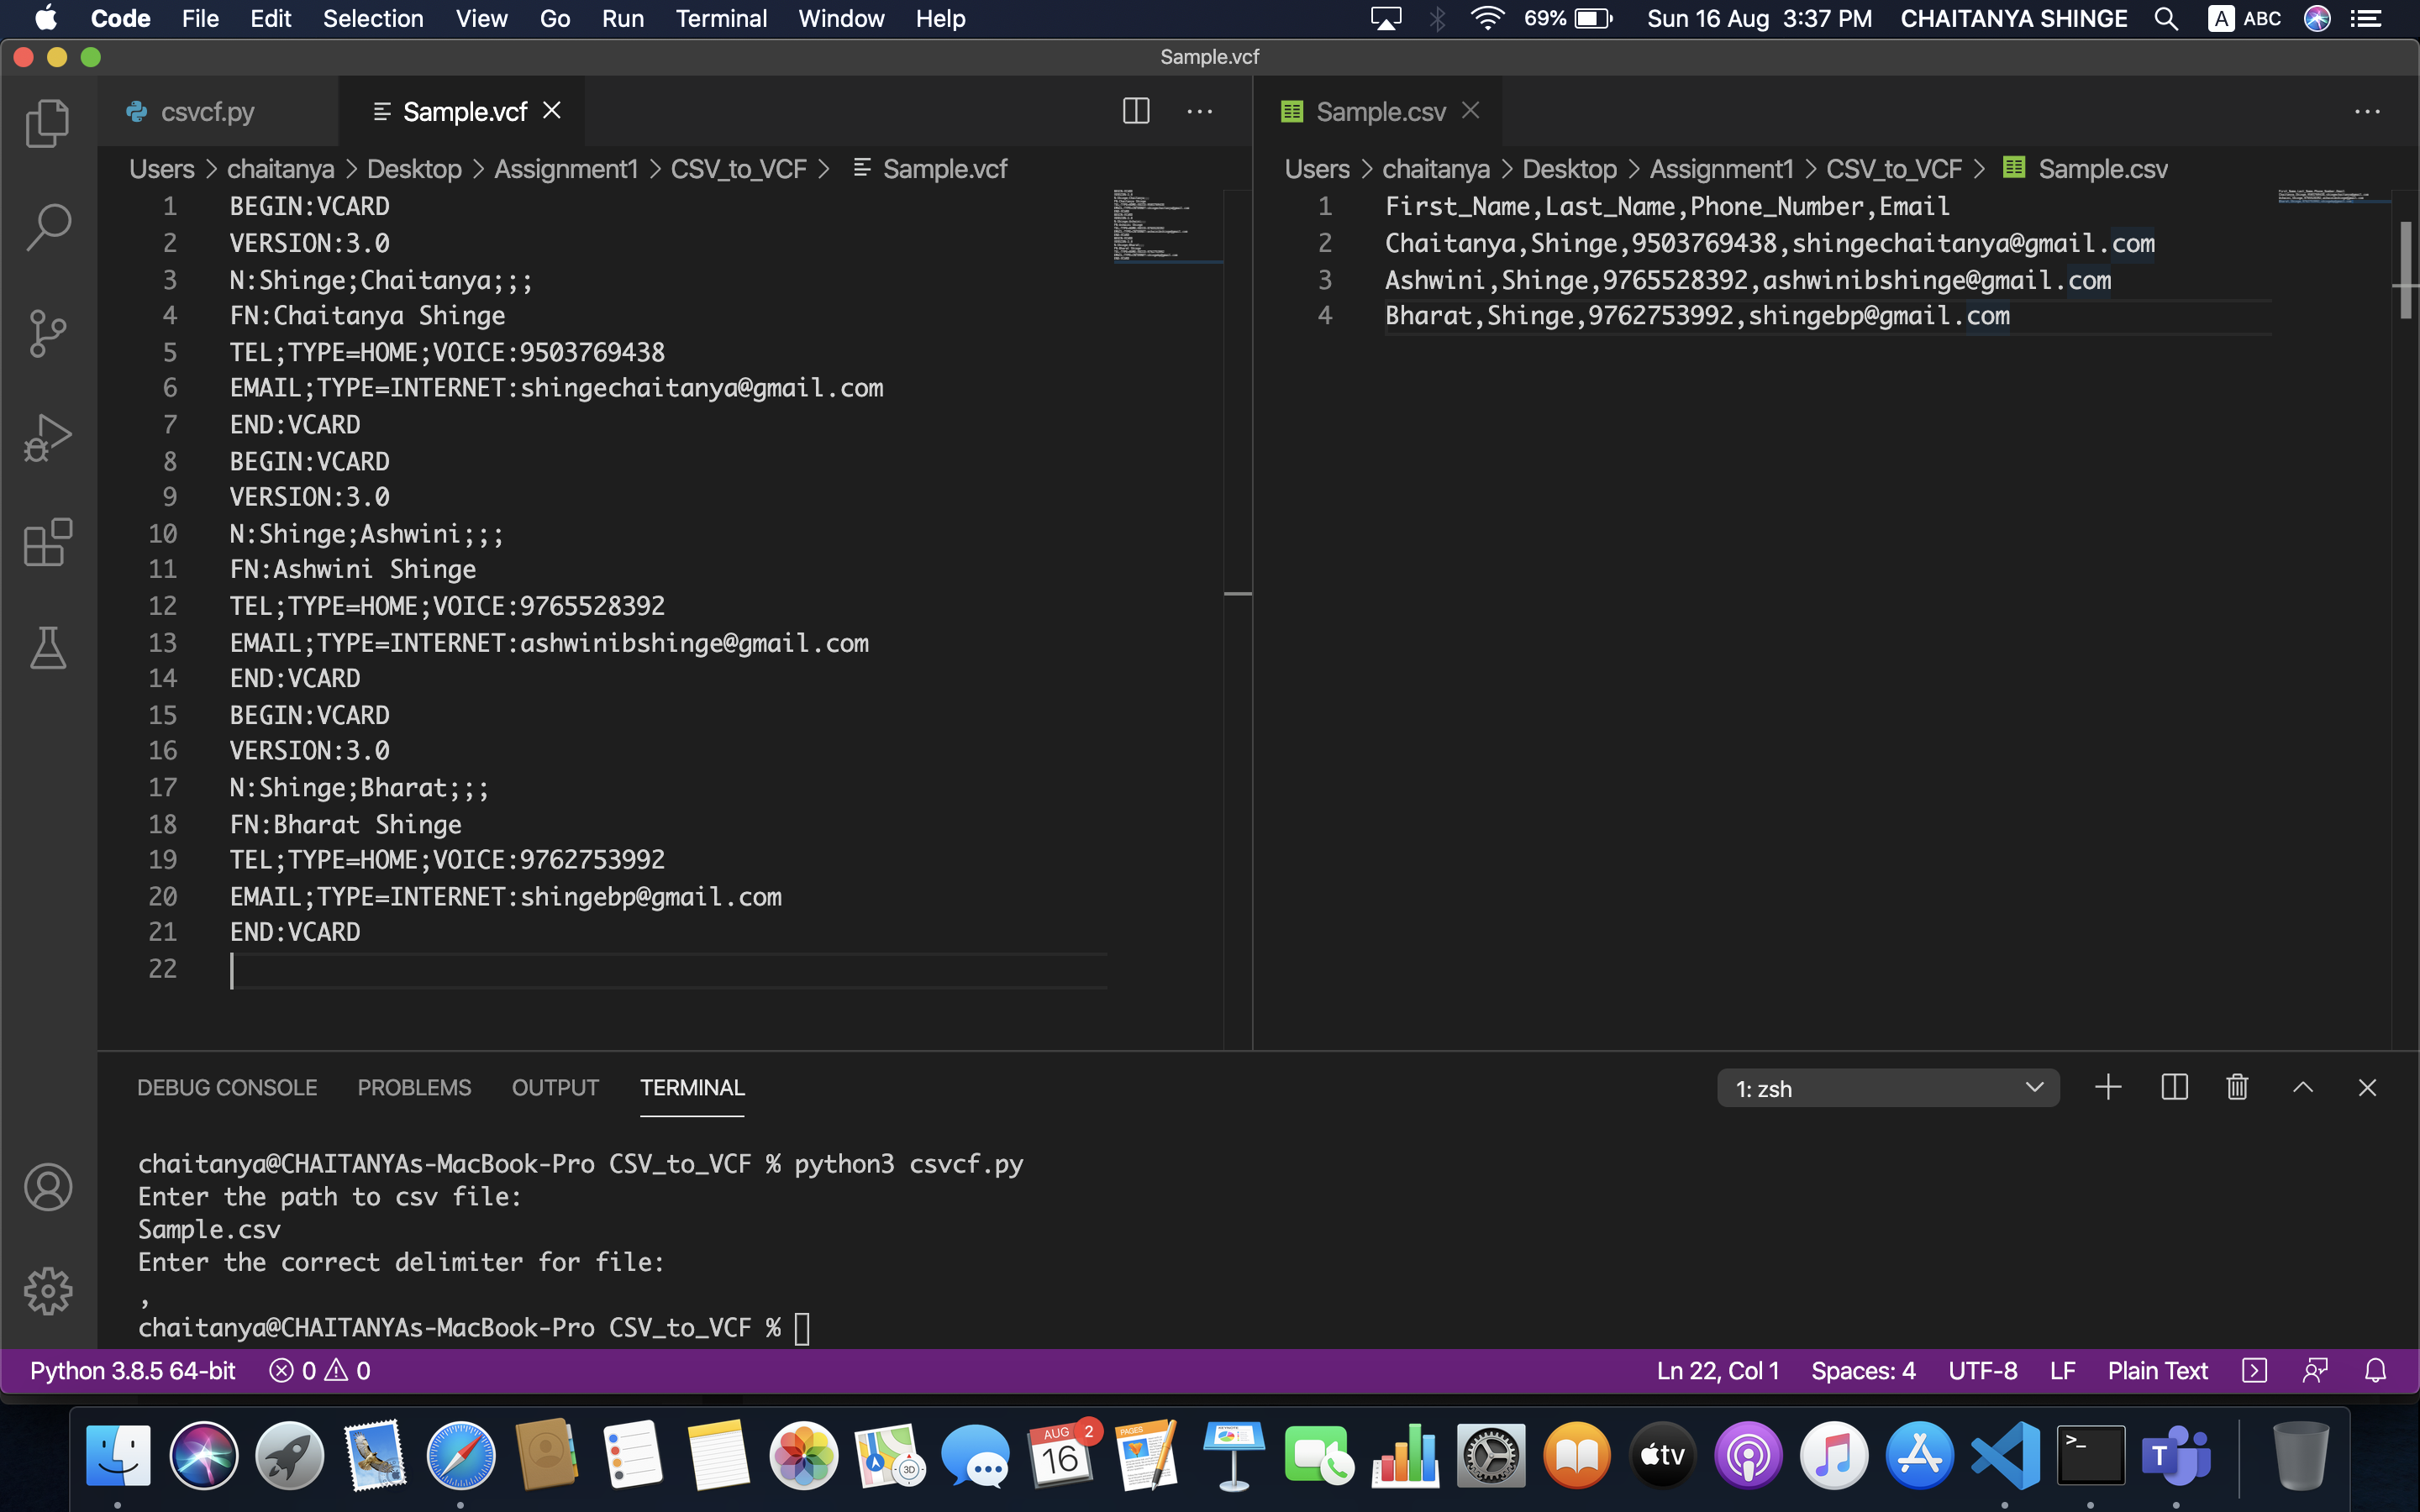 Code File Edit Selection View Go Run Terminal Window Help 69% Sun 16 Aug 3:37 PM CHAITANYA SHINGE A ABC
Sample.vcf
csvcf.py Sample.vcf
Users > chaitanya > Desktop > Assignment1 > CSV_to_VCF > Sample.vcf
1 BEGIN:VCARD
2 VERSION:3.0
3 N:Shinge;Chaitanya;;;
4 FN:Chaitanya Shinge
5 TEL;TYPE=HOME;VOICE:9503769438
6 EMAIL;TYPE=INTERNET:shingechaitanya@gmail.com
7 END:VCARD
8 BEGIN:VCARD
9 VERSION:3.0
10 N:Shinge;Ashwini;;;
11 FN:Ashwini Shinge
12 TEL;TYPE=HOME;VOICE:9765528392
13 EMAIL;TYPE=INTERNET:ashwinibshinge@gmail.com
14 END:VCARD
15 BEGIN:VCARD
16 VERSION:3.0
17 N:Shinge;Bharat;;;
18 FN:Bharat Shinge
19 TEL;TYPE=HOME;VOICE:9762753992
20 EMAIL;TYPE=INTERNET:shingebp@gmail.com
21 END:VCARD
22
Sample.csv
Users > chaitanya > Desktop > Assignment1 > CSV_to_VCF > Sample.csv
1 First_Name,Last_Name,Phone_Number,Email
2 Chaitanya,Shinge,9503769438,shingechaitanya@gmail.com
3 Ashwini,Shinge,9765528392,ashwinibshinge@gmail.com
4 Bharat,Shinge,9762753992,shingebp@gmail.com
DEBUG CONSOLE PROBLEMS OUTPUT TERMINAL 1: zsh
chaitanya@CHAITANYAs-MacBook-Pro CSV_to_VCF % python3 csvcf.py
Enter the path to csv file:
Sample.csv
Enter the correct delimiter for file:
,
chaitanya@CHAITANYAs-MacBook-Pro CSV_to_VCF %
Python 3.8.5 64-bit 0 0 Ln 22, Col 1 Spaces: 4 UTF-8 LF Plain Text
3D AUG 16 2 PAGES tv >_ T